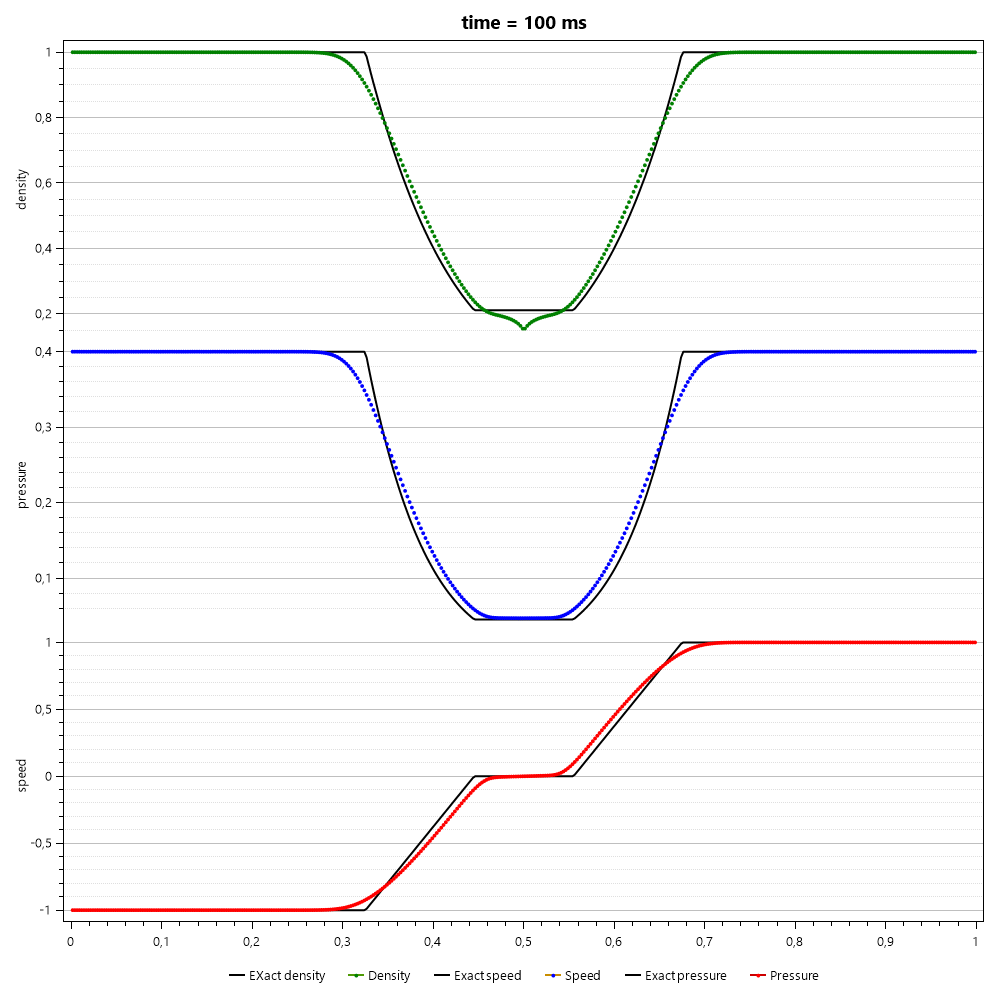 time = 100 ms
1
0,8
0,6
0,4
0,2
density
0,4
0,3
0,2
0,1
pressure
1
0,5
0
-0,5
-1
speed
0 0,1 0,2 0,3 0,4 0,5 0,6 0,7 0,8 0,9 1
EXact density Density Exact speed Speed Exact pressure Pressure